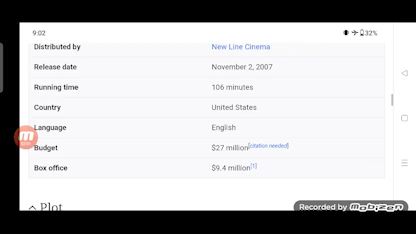 9:02
32%
Distributed by New Line Cinema
Release date November 2, 2007
Running time 106 minutes
Country United States
Language English
Budget $27 million[citation needed]
Box office $9.4 million[1]
Plot
Recorded by Mobizen